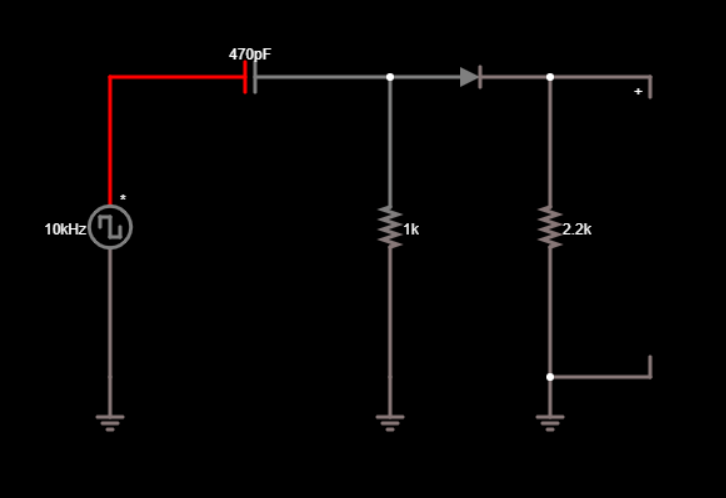 470pF
*
+
10kHz
1k
2.2k